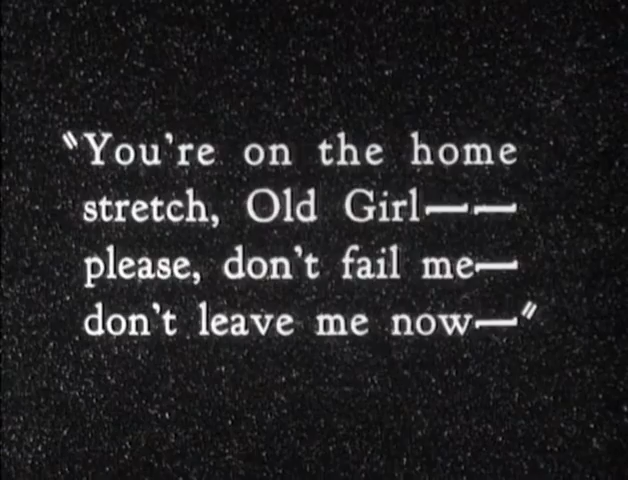 "You're on the home
stretch, Old Girl——
please, don't fail me—
don't leave me now—"